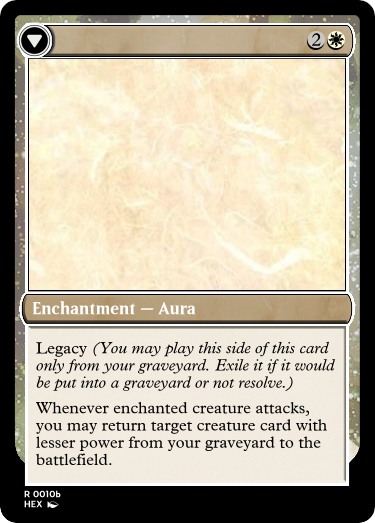 2
Enchantment — Aura
Legacy (You may play this side of this card
only from your graveyard. Exile it if it would
be put into a graveyard or not resolve.)
Whenever enchanted creature attacks,
you may return target creature card with
lesser power from your graveyard to the
battlefield.
R 0010b
HEX